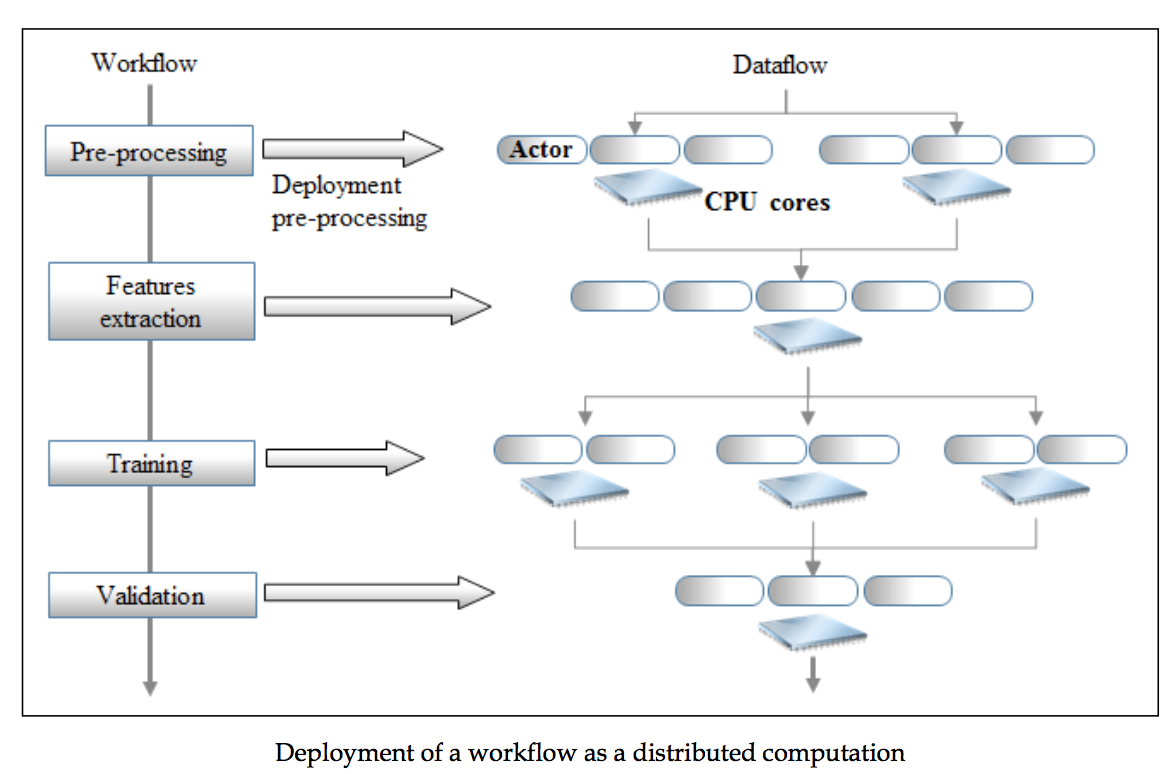 Workflow
Dataflow
Pre-processing
Actor
Deployment
pre-processing
CPU cores
Features
extraction
Training
Validation
Deployment of a workflow as a distributed computation